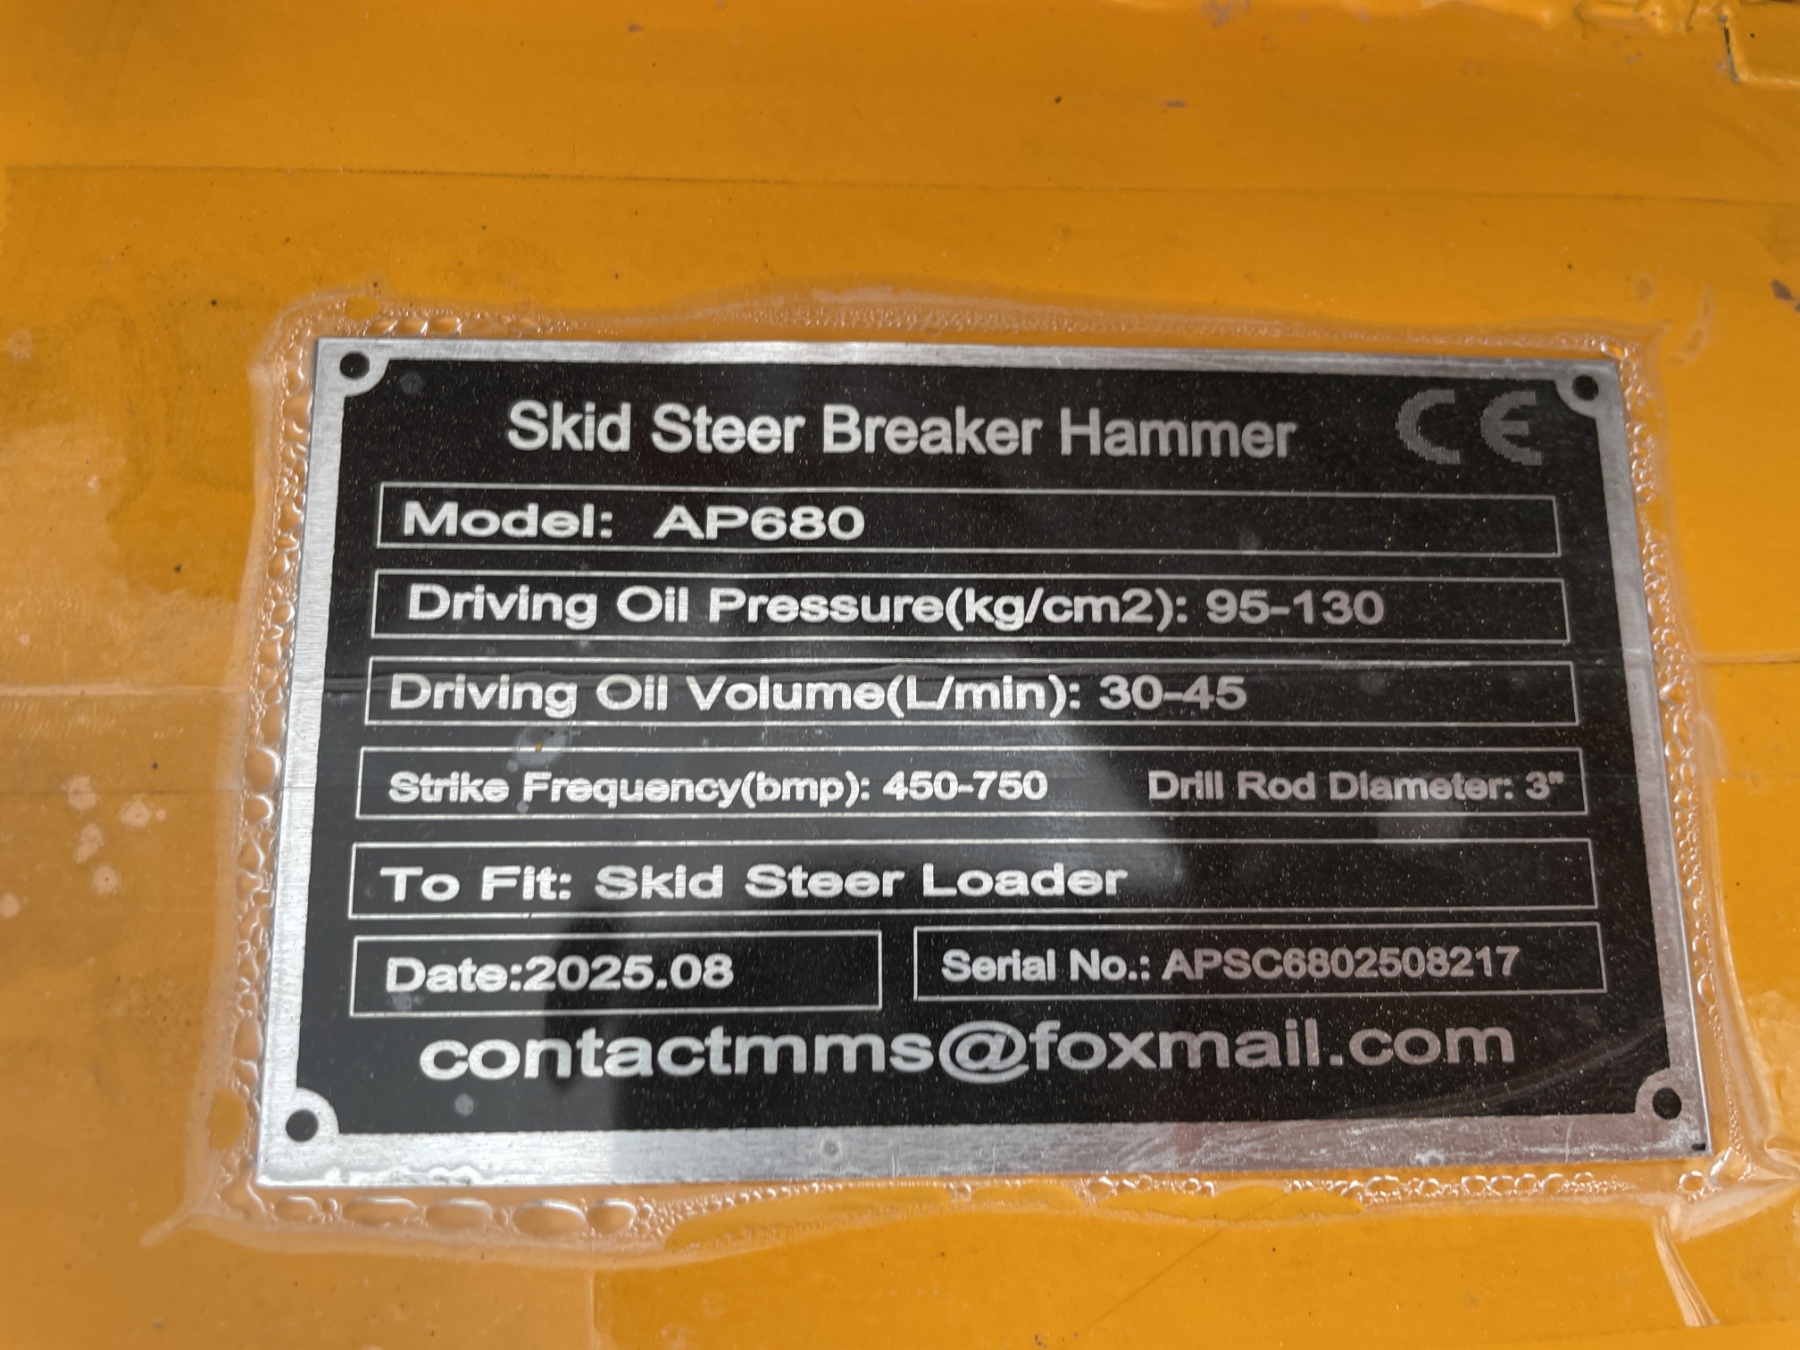 Skid Steer Breaker Hammer CE
Model: AP680
Driving Oil Pressure(kg/cm2): 95-130
Driving Oil Volume(L/min): 30-45
Strike Frequency(bmp): 450-750 Drill Rod Diameter: 3"
To Fit: Skid Steer Loader
Date:2025.08 Serial No.: APSC6802508217
contactmms@foxmail.com